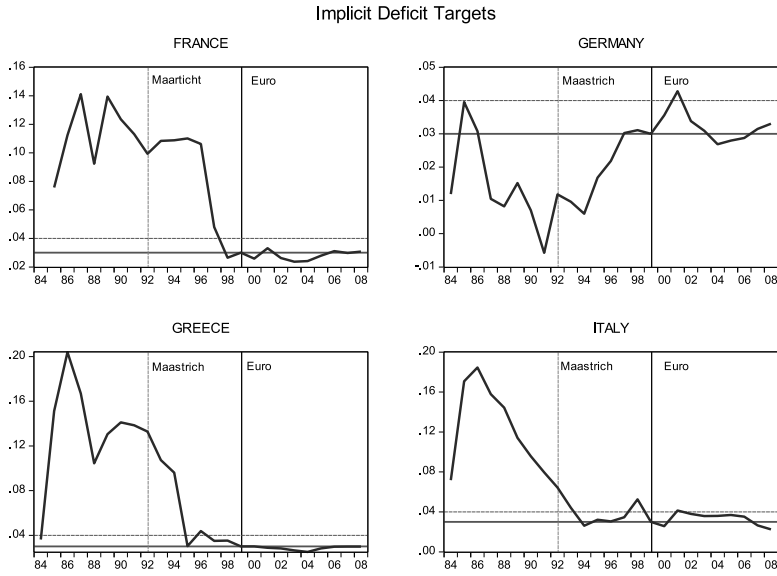 Implicit Deficit Targets
FRANCE
.16
.14
.12
.10
.08
.06
.04
.02
Maarticht
Euro
84 86 88 90 92 94 96 98 00 02 04 06 08
GERMANY
.05
.04
.03
.02
.01
.00
-.01
Maastrich
Euro
84 86 88 90 92 94 96 98 00 02 04 06 08
GREECE
.20
.16
.12
.08
.04
Maastrich
Euro
84 86 88 90 92 94 96 98 00 02 04 06 08
ITALY
.20
.16
.12
.08
.04
.00
Maastrich
Euro
84 86 88 90 92 94 96 98 00 02 04 06 08